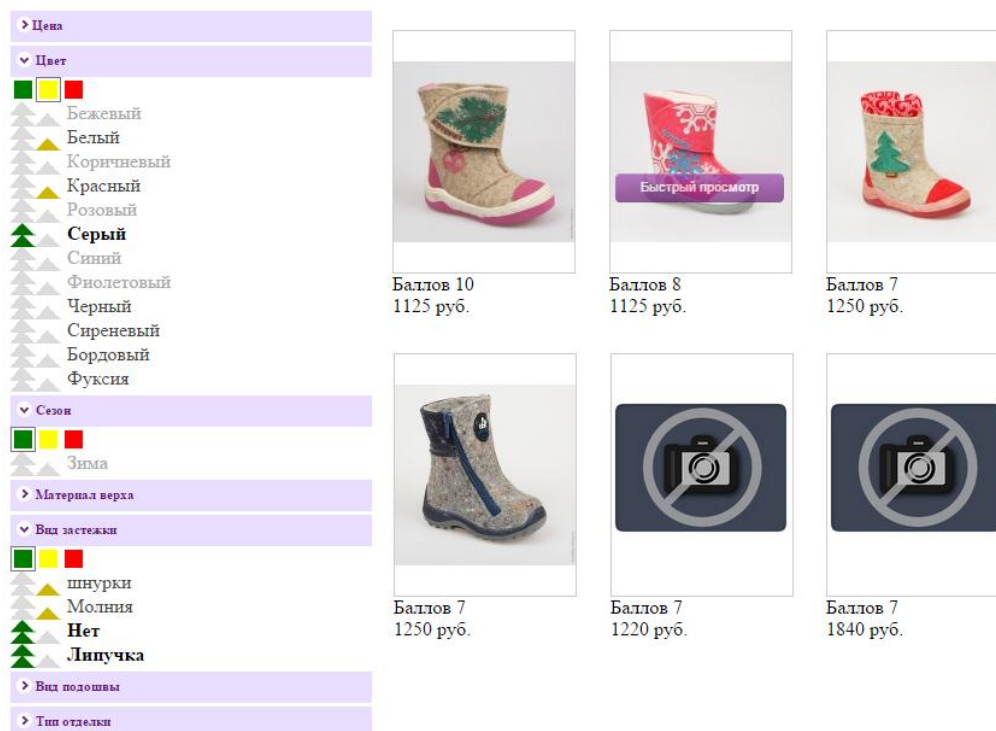 Цена
Цвет
Бежевый
Белый
Коричневый
Красный
Розовый
Серый
Синий
Фиолетовый
Черный
Сиреневый
Бордовый
Фуксия
Сезон
Зима
Материал верха
Вид застежки
шнурки
Молния
Нет
Липучка
Вид подошвы
Тип отделки
Быстрый просмотр
Баллов 10
1125 руб.
Баллов 8
1125 руб.
Баллов 7
1250 руб.
Баллов 7
1250 руб.
Баллов 7
1220 руб.
Баллов 7
1840 руб.